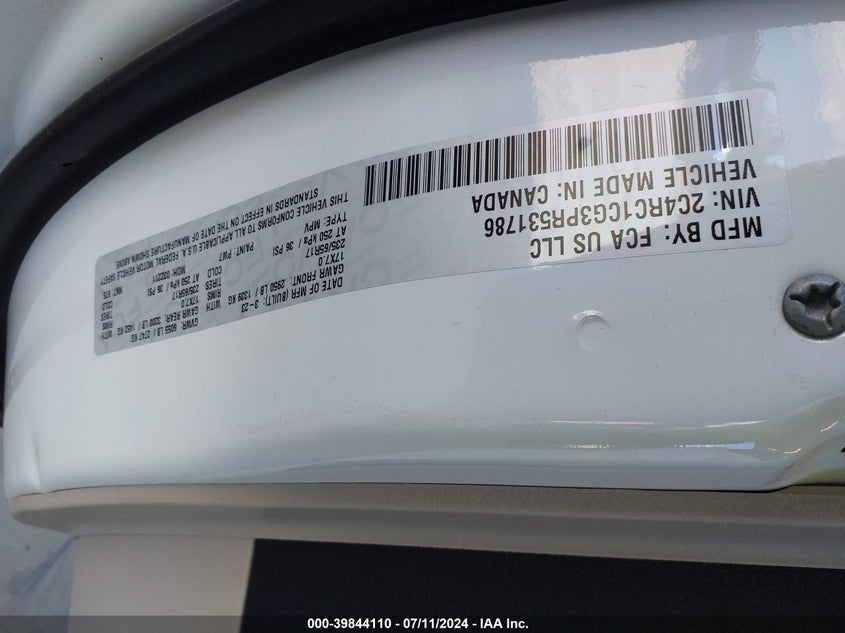 MFD BY: FCA US LLC
VIN: 2C4RC1CG3PR531786
VEHICLE MADE IN: CANADA
DATE OF MFR (BUILT): 3-23
GAWR FRONT: 2950 LB / 1339 KG
17X7.0
235/65R17
AT 250 kPa / 36 PSI
TYPE: MPV
GVWR: 6055 LB / 2747 KG
GAWR REAR: 3200 LB / 1452 KG
WITH
RIMS
TIRES
COLD
17X7.0
235/65R17
AT 250 kPa / 36 PSI
WITH
RIMS
TIRES
COLD
PAINT: PW7
THIS VEHICLE CONFORMS TO ALL APPLICABLE U.S.A. FEDERAL MOTOR VEHICLE SAFETY
STANDARDS IN EFFECT ON THE DATE OF MANUFACTURE SHOWN ABOVE.
000-39844110 - 07/11/2024 - IAA Inc.